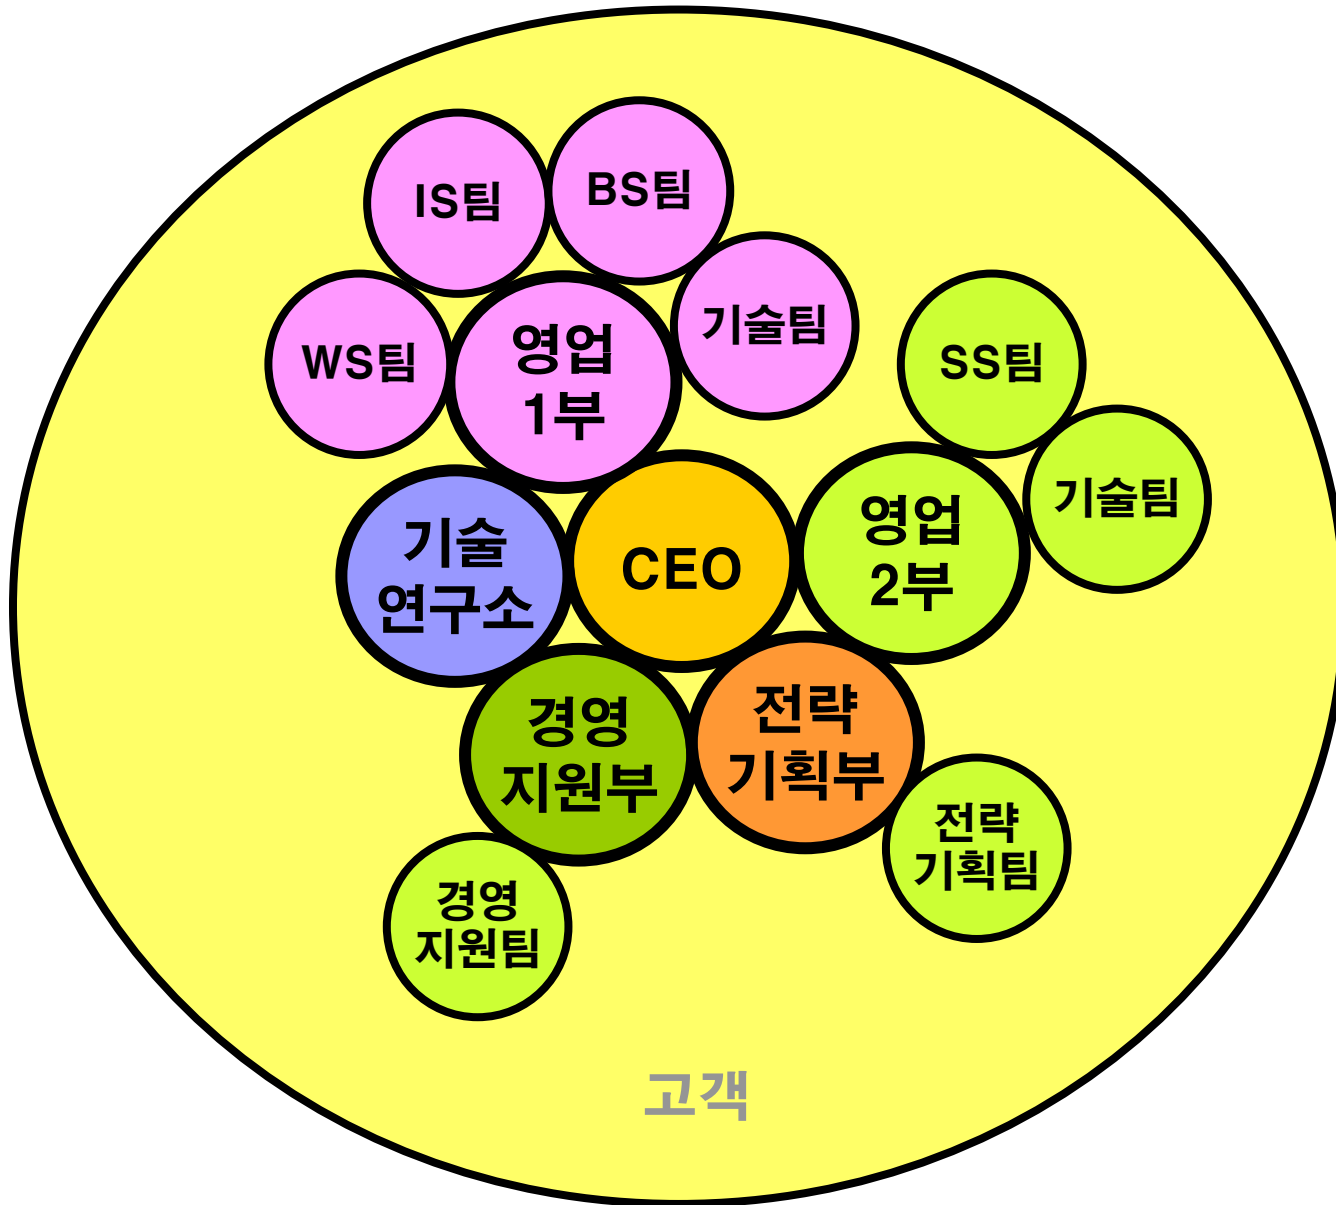 IS팀
BS팀
WS팀
영업
1부
기술팀
SS팀
기술팀
기술
연구소
CEO
영업
2부
경영
지원부
전략
기획부
전략
기획팀
경영
지원팀
고객